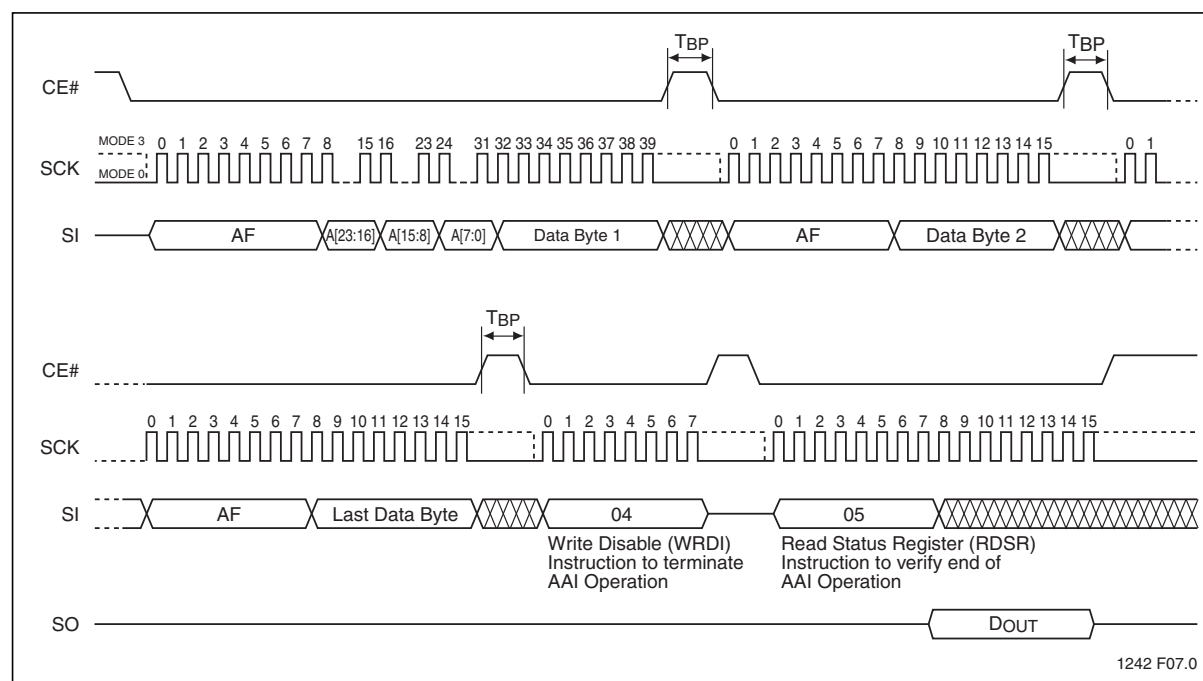 TBP TBP
CE#
MODE 3 0 1 2 3 4 5 6 7 8 15 16 23 24 31 32 33 34 35 36 37 38 39 0 1 2 3 4 5 6 7 8 9 10 11 12 13 14 15 0 1
SCK
MODE 0
SI AF A[23:16] A[15:8] A[7:0] Data Byte 1 AF Data Byte 2
TBP
CE#
0 1 2 3 4 5 6 7 8 9 10 11 12 13 14 15 0 1 2 3 4 5 6 7 0 1 2 3 4 5 6 7 8 9 10 11 12 13 14 15
SCK
SI AF Last Data Byte 04 05
Write Disable (WRDI)
Instruction to terminate
AAI Operation
Read Status Register (RDSR)
Instruction to verify end of
AAI Operation
SO DOUT
1242 F07.0